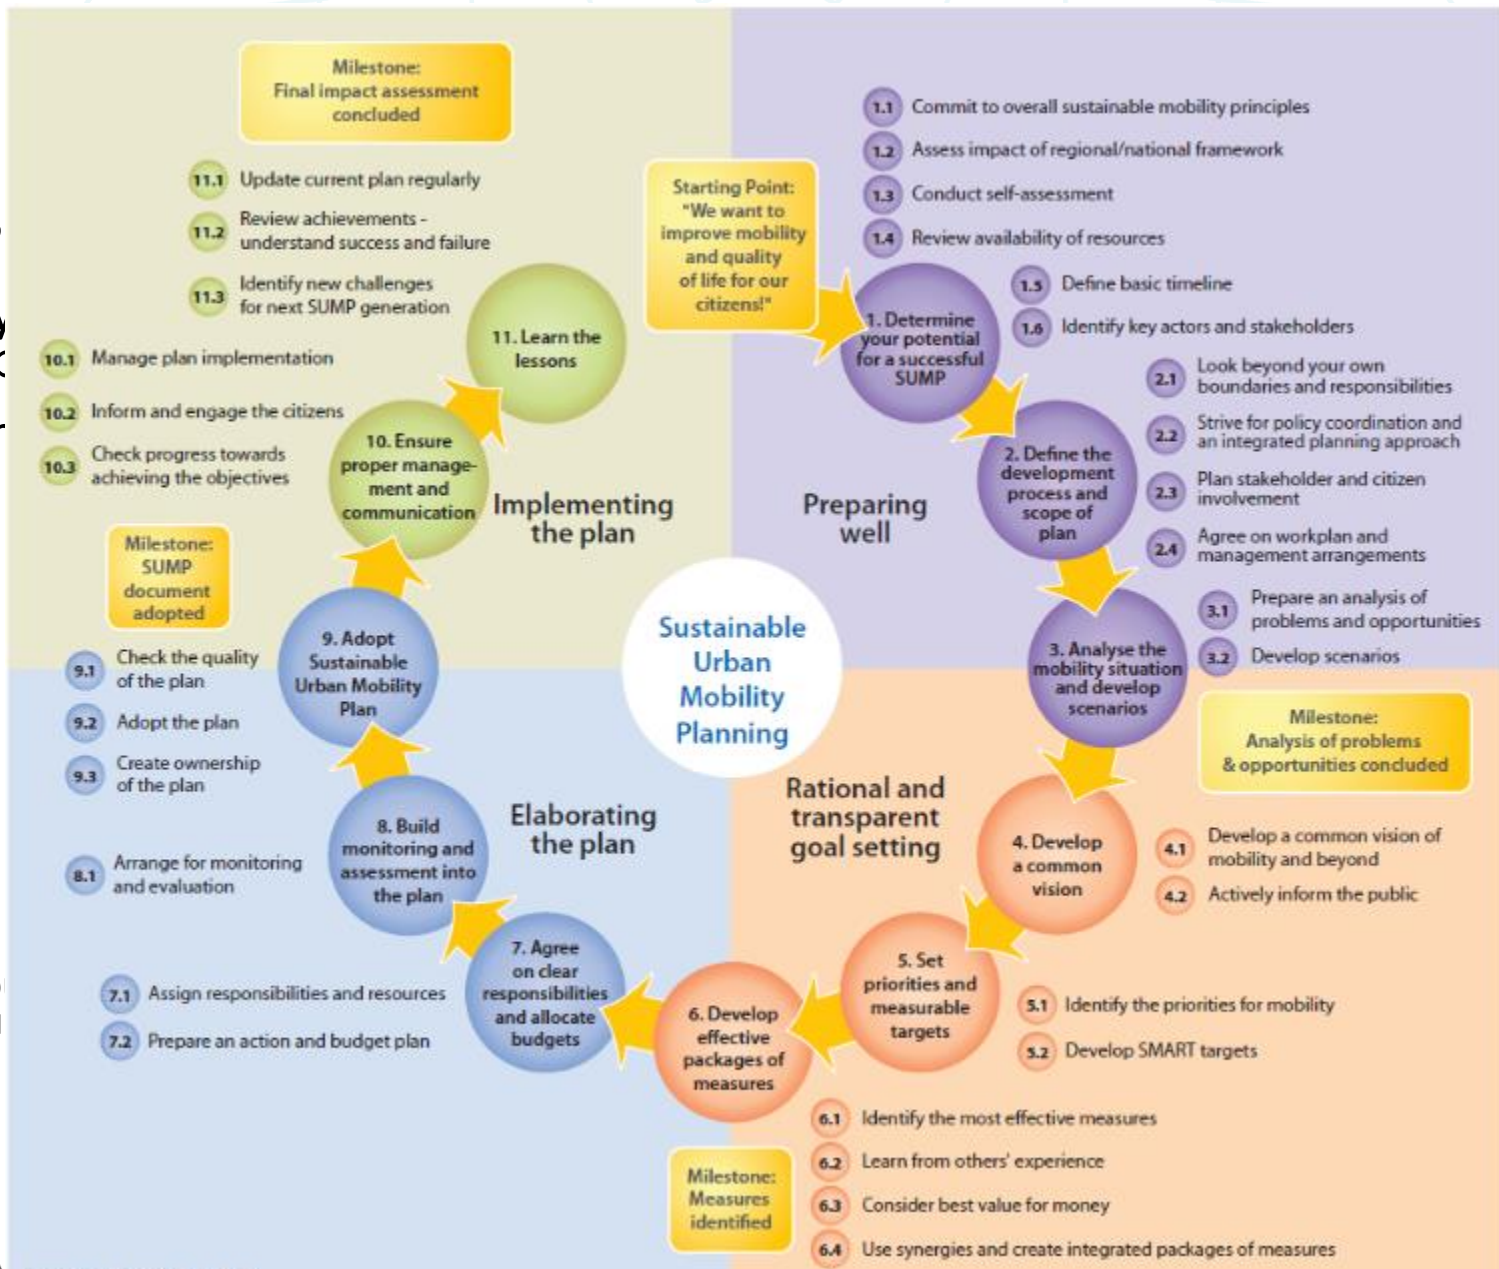 Milestone:
Final impact assessment
concluded
11.1 Update current plan regularly
11.2 Review achievements -
understand success and failure
11.3 Identify new challenges
for next SUMP generation
11. Learn the
lessons
10.1 Manage plan implementation
10.2 Inform and engage the citizens
10.3 Check progress towards
achieving the objectives
10. Ensure
proper manage-
ment and
communication
Implementing
the plan
Starting Point:
"We want to
improve mobility
and quality
of life for our
citizens!"
1.1 Commit to overall sustainable mobility principles
1.2 Assess impact of regional/national framework
1.3 Conduct self-assessment
1.4 Review availability of resources
1.5 Define basic timeline
1.6 Identify key actors and stakeholders
1. Determine
your potential
for a successful
SUMP
2.1 Look beyond your own
boundaries and responsibilities
2.2 Strive for policy coordination and
an integrated planning approach
2.3 Plan stakeholder and citizen
involvement
2.4 Agree on workplan and
management arrangements
2. Define the
development
process and
scope of
plan
Preparing
well
3.1 Prepare an analysis of
problems and opportunities
3.2 Develop scenarios
3. Analyse the
mobility situation
and develop
scenarios
Milestone:
Analysis of problems
& opportunities concluded
Sustainable
Urban
Mobility
Planning
Rational and
transparent
goal setting
4. Develop
a common
vision
4.1 Develop a common vision of
mobility and beyond
4.2 Actively inform the public
5. Set
priorities and
measurable
targets
5.1 Identify the priorities for mobility
5.2 Develop SMART targets
6. Develop
effective
packages of
measures
6.1 Identify the most effective measures
6.2 Learn from others' experience
6.3 Consider best value for money
6.4 Use synergies and create integrated packages of measures
Milestone:
Measures
identified
7. Agree
on clear
responsibilities
and allocate
budgets
7.1 Assign responsibilities and resources
7.2 Prepare an action and budget plan
8. Build
monitoring and
assessment into
the plan
8.1 Arrange for monitoring
and evaluation
Elaborating
the plan
9. Adopt
Sustainable
Urban Mobility
Plan
9.1 Check the quality
of the plan
9.2 Adopt the plan
9.3 Create ownership
of the plan
Milestone:
SUMP
document
adopted